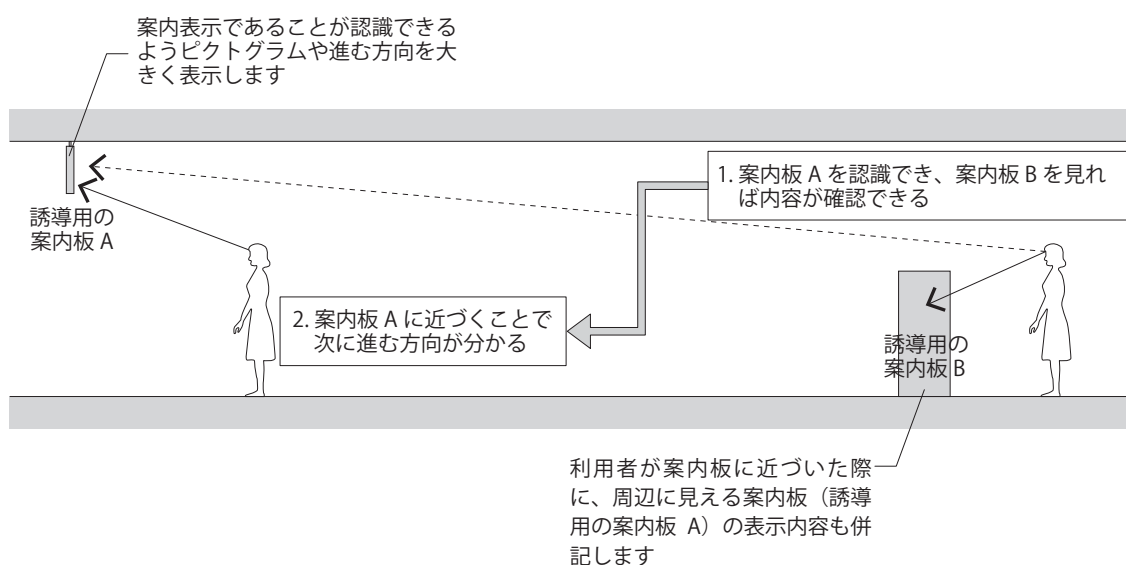 案内表示であることが認識できる
ようピクトグラムや進む方向を大
きく表示します
誘導用の
案内板 A
1. 案内板 A を認識でき、案内板 B を見れ
ば内容が確認できる
2. 案内板 A に近づくことで
次に進む方向が分かる
誘導用の
案内板 B
利用者が案内板に近づいた際
に、周辺に見える案内板（誘導
用の案内板 A）の表示内容も併
記します